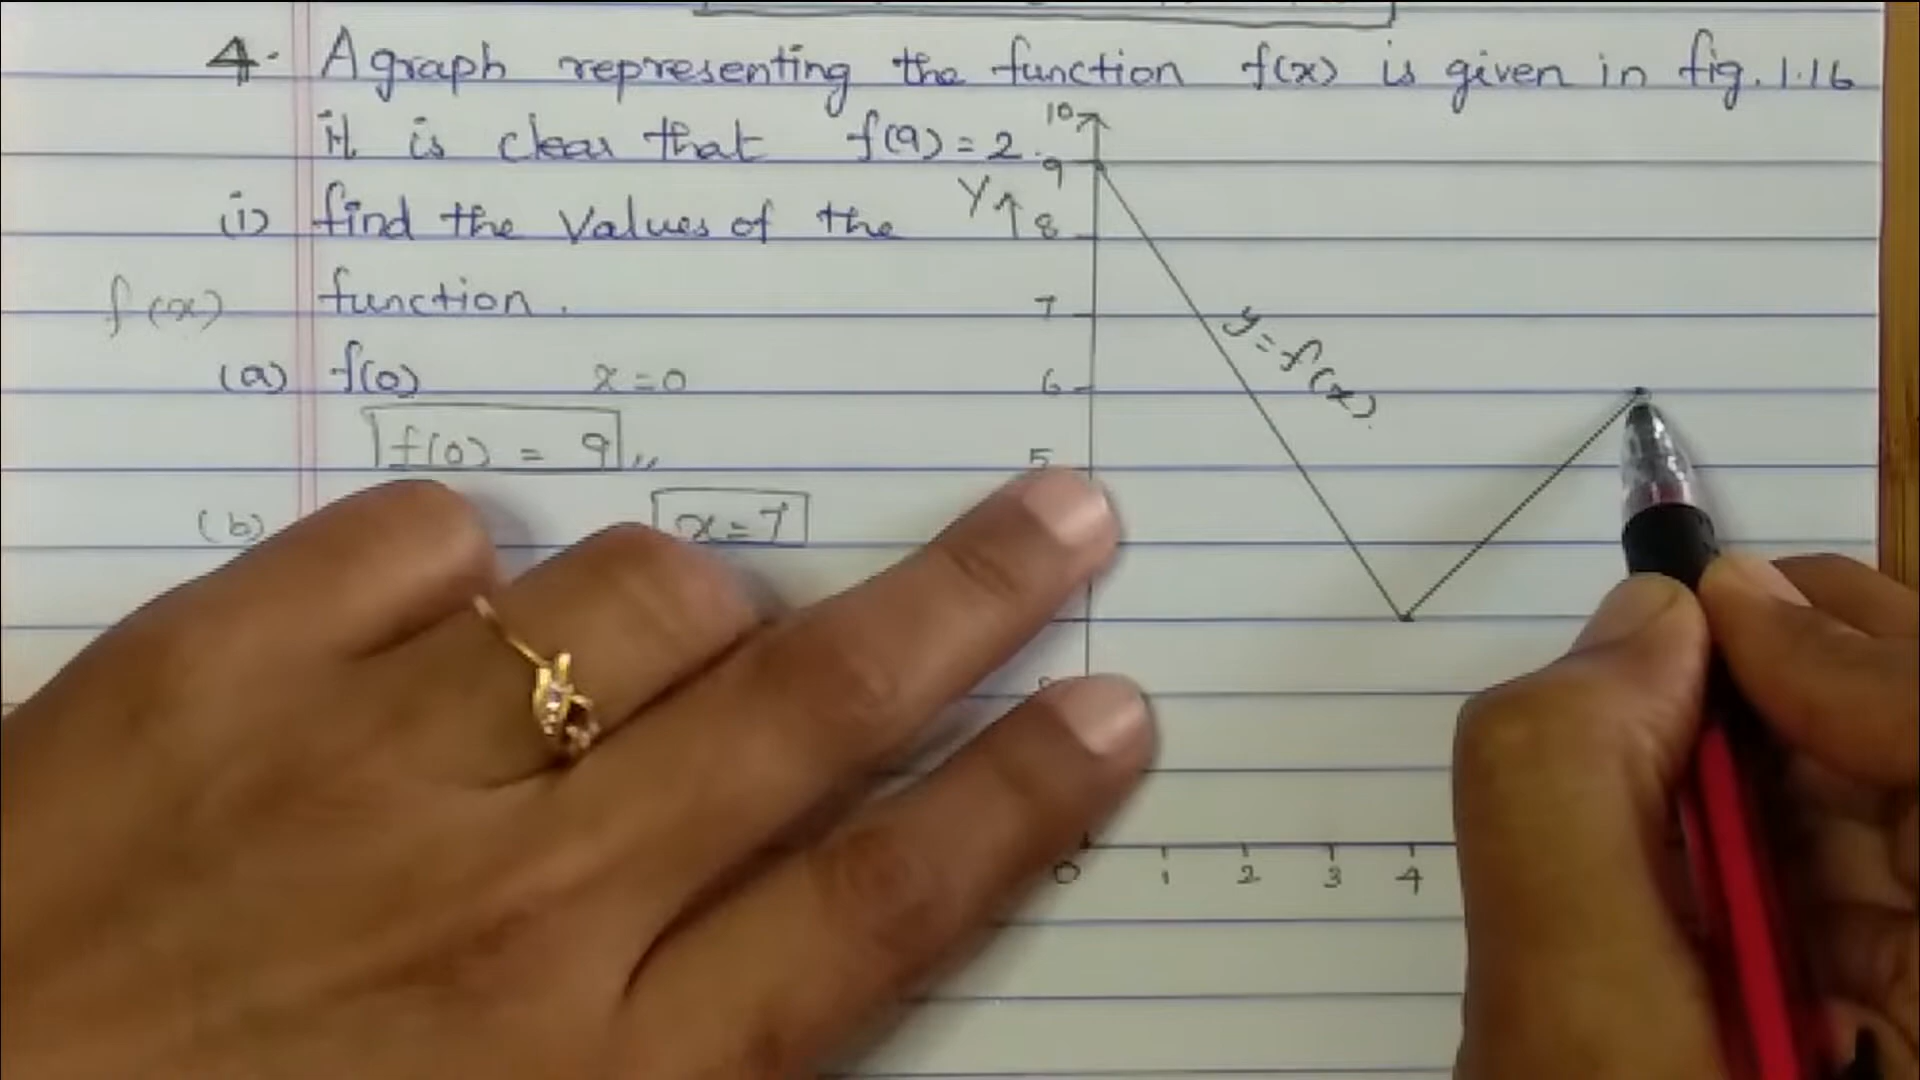 4. A graph representing the function f(x) is given in fig. 1.16
it is clear that f(9) = 2.
(i) find the Values of the
function.
f(x)
(a) f(0) x = 0
f(0) = 9
(b) x = 7
10
9
Y↑ 8
7
6
5
y = f(x)
0 1 2 3 4